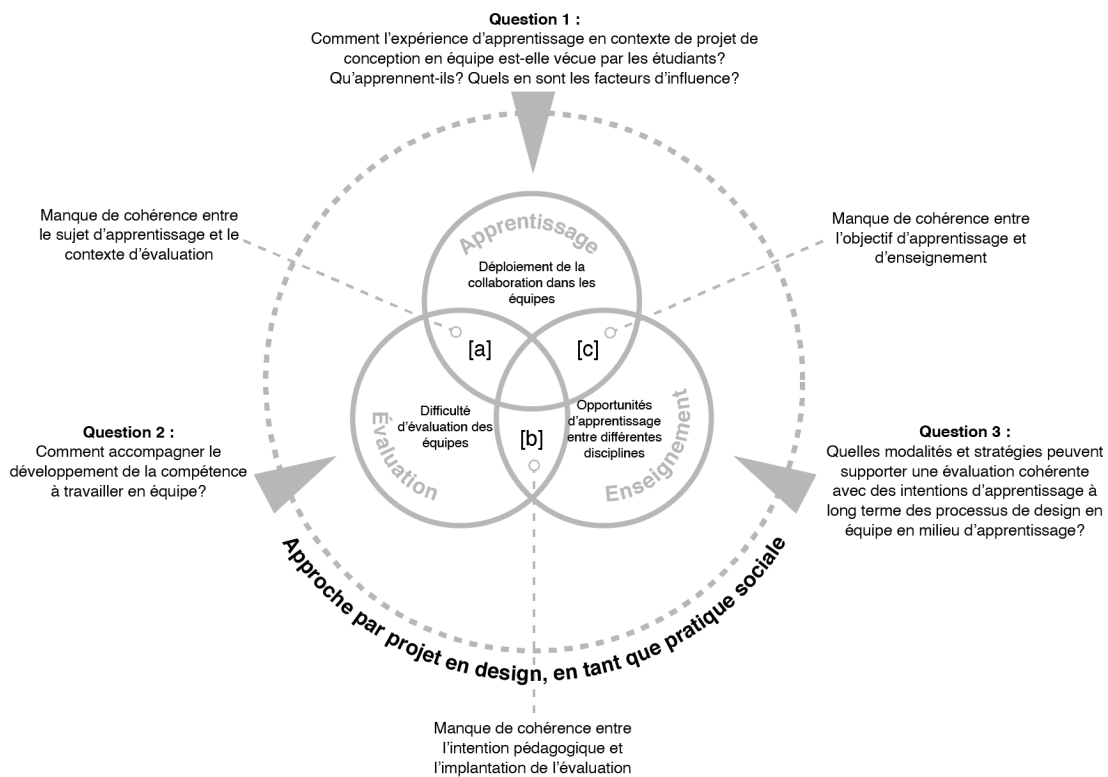 Question 1 :
Comment l’expérience d’apprentissage en contexte de projet de
conception en équipe est-elle vécue par les étudiants?
Qu’apprennent-ils? Quels en sont les facteurs d’influence?
Manque de cohérence entre
le sujet d’apprentissage et le
contexte d’évaluation
Manque de cohérence entre
l’objectif d’apprentissage et
d’enseignement
Apprentissage
Déploiement de la
collaboration dans les
équipes
[a]
[c]
Évaluation
Difficulté
d’évaluation des
équipes
[b]
Opportunités
d’apprentissage
entre différentes
disciplines
Enseignement
Question 2 :
Comment accompagner le
développement de la compétence
à travailler en équipe?
Question 3 :
Quelles modalités et stratégies peuvent
supporter une évaluation cohérente
avec des intentions d’apprentissage à
long terme des processus de design en
équipe en milieu d’apprentissage?
Approche par projet en design, en tant que pratique sociale
Manque de cohérence entre
l’intention pédagogique et
l’implantation de l’évaluation